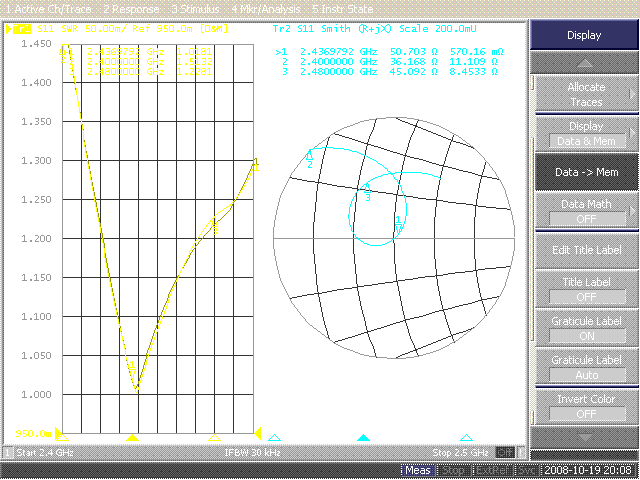 1 Active Ch/Trace 2 Response 3 Stimulus 4 Mkr/Analysis 5 Instr State
S11 SWR 50.00m/ Ref 950.0m [D&M]
Tr2 S11 Smith (R+jX) Scale 200.0mU
>1 2.4369792 GHz 50.703 Ω 570.16 mΩ
2 2.4000000 GHz 36.168 Ω 11.109 Ω
3 2.4800000 GHz 45.092 Ω 8.4533 Ω
1.450
1.400
1.350
1.300
1.250
1.200
1.150
1.100
1.050
1.000
950.0m
2
3
1
1 Start 2.4 GHz
IFBW 30 kHz
Stop 2.5 GHz Off
Display
Allocate
Traces
Display
Data & Mem
Data -> Mem
Data Math
OFF
Edit Title Label
Title Label
OFF
Graticule Label
ON
Graticule Label
Auto
Invert Color
OFF
Meas Stop ExtRef Svc 2008-10-19 20:08